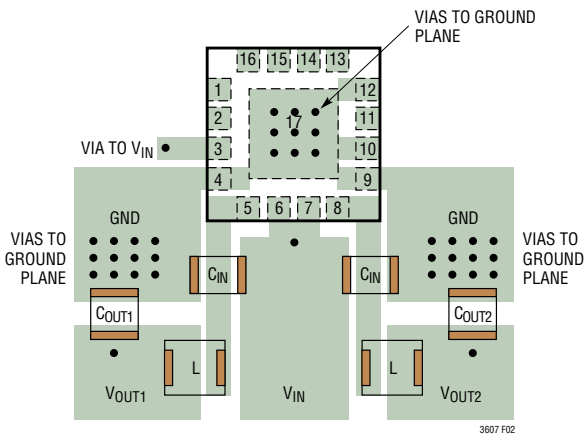 VIAS TO GROUND
PLANE
16 15 14 13
1 12
2 17 11
VIA TO VIN 3 10
4 9
5 6 7 8
GND GND
VIAS TO
GROUND
PLANE
VIAS TO
GROUND
PLANE
CIN CIN
COUT1 COUT2
L L
VOUT1 VIN VOUT2
3607 F02